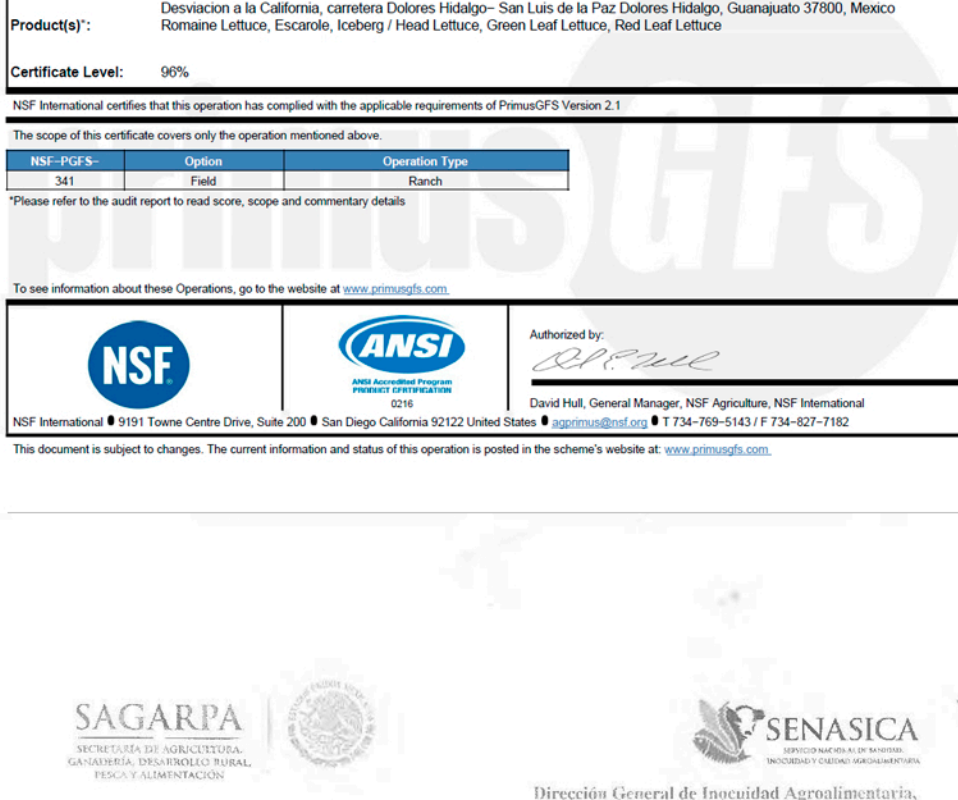 Desviacion a la California, carretera Dolores Hidalgo– San Luis de la Paz Dolores Hidalgo, Guanajuato 37800, Mexico
Product(s)*: Romaine Lettuce, Escarole, Iceberg / Head Lettuce, Green Leaf Lettuce, Red Leaf Lettuce
Certificate Level: 96%
NSF International certifies that this operation has complied with the applicable requirements of PrimusGFS Version 2.1
The scope of this certificate covers only the operation mentioned above.
NSF–PGFS– Option Operation Type
341 Field Ranch
*Please refer to the audit report to read score, scope and commentary details
primusGFS
To see information about these Operations, go to the website at www.primusgfs.com
NSF.
ANSI
ANSI Accredited Program
PRODUCT CERTIFICATION
0216
Authorized by:
David Hull, General Manager, NSF Agriculture, NSF International
NSF International ● 9191 Towne Centre Drive, Suite 200 ● San Diego California 92122 United States ● agprimus@nsf.org ● T 734–769–5143 / F 734–827–7182
This document is subject to changes. The current information and status of this operation is posted in the scheme's website at: www.primusgfs.com
SAGARPA
SECRETARÍA DE AGRICULTURA,
GANADERÍA, DESARROLLO RURAL,
PESCA Y ALIMENTACIÓN
SENASICA
SERVICIO NACIONAL DE SANIDAD,
INOCUIDAD Y CALIDAD AGROALIMENTARIA
Dirección General de Inocuidad Agroalimentaria,